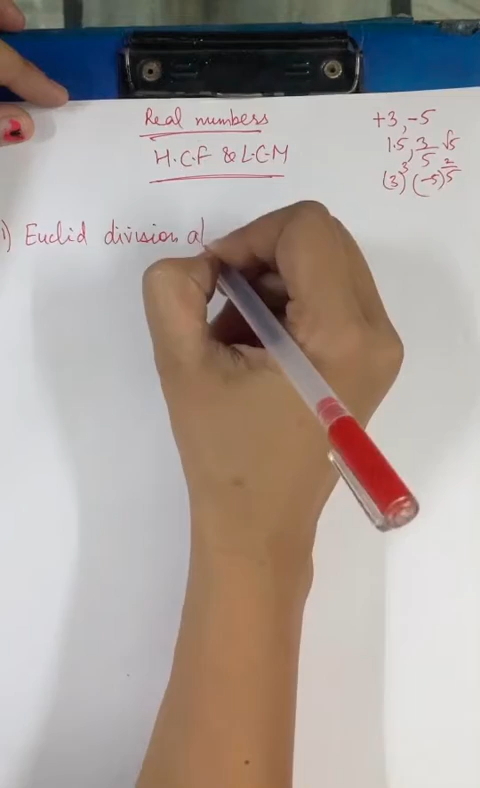 Real numbers
H.C.F & L.C.M
+3, -5
1.5, 3/5 √5
(3)³ (-5)^2/5
1) Euclid division al